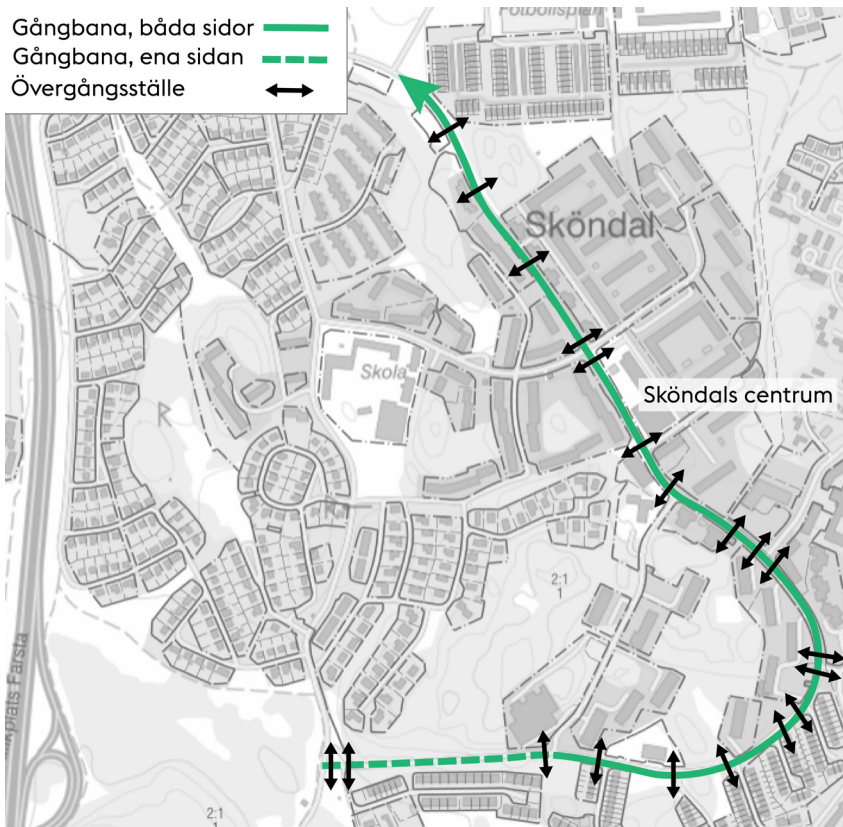 Gångbana, båda sidor
Gångbana, ena sidan
Övergångsställe
Fotbollsplan
Sköndal
Skola
Sköndals centrum
R
2:1
1
Farsta
2:1
1